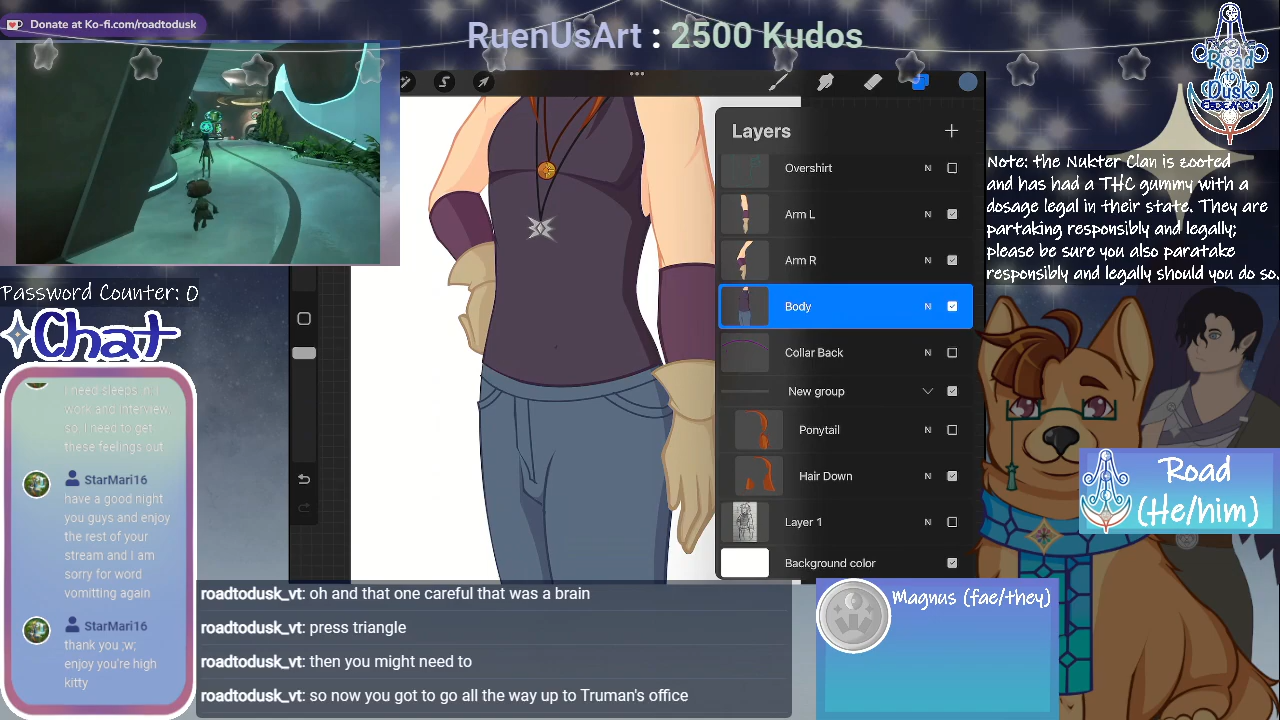 Donate at Ko-fi.com/roadtodusk
RuenUsArt : 2500 Kudos
Road
to
Dusk
Layers
Overshirt
N
Arm L
N
Arm R
N
Body
N
Collar Back
N
New group
Ponytail
N
Hair Down
N
Layer 1
N
Background color
Note: the Nukter Clan is zooted
and has had a THC gummy with a
dosage legal in their state. They are
partaking responsibly and legally;
please be sure you also paratake
responsibly and legally should you do so.
Password Counter: 0
Chat
I need sleeps n a
work and interview
so. I need to get
these feelings out
StarMari16
have a good night
you guys and enjoy
the rest of your
stream and I am
sorry for word
vomitting again
StarMari16
thank you ;w;
enjoy you're high
kitty
roadtodusk_vt: oh and that one careful that was a brain
roadtodusk_vt: press triangle
roadtodusk_vt: then you might need to
roadtodusk_vt: so now you got to go all the way up to Truman's office
Road
(He/him)
Magnus (fae/they)